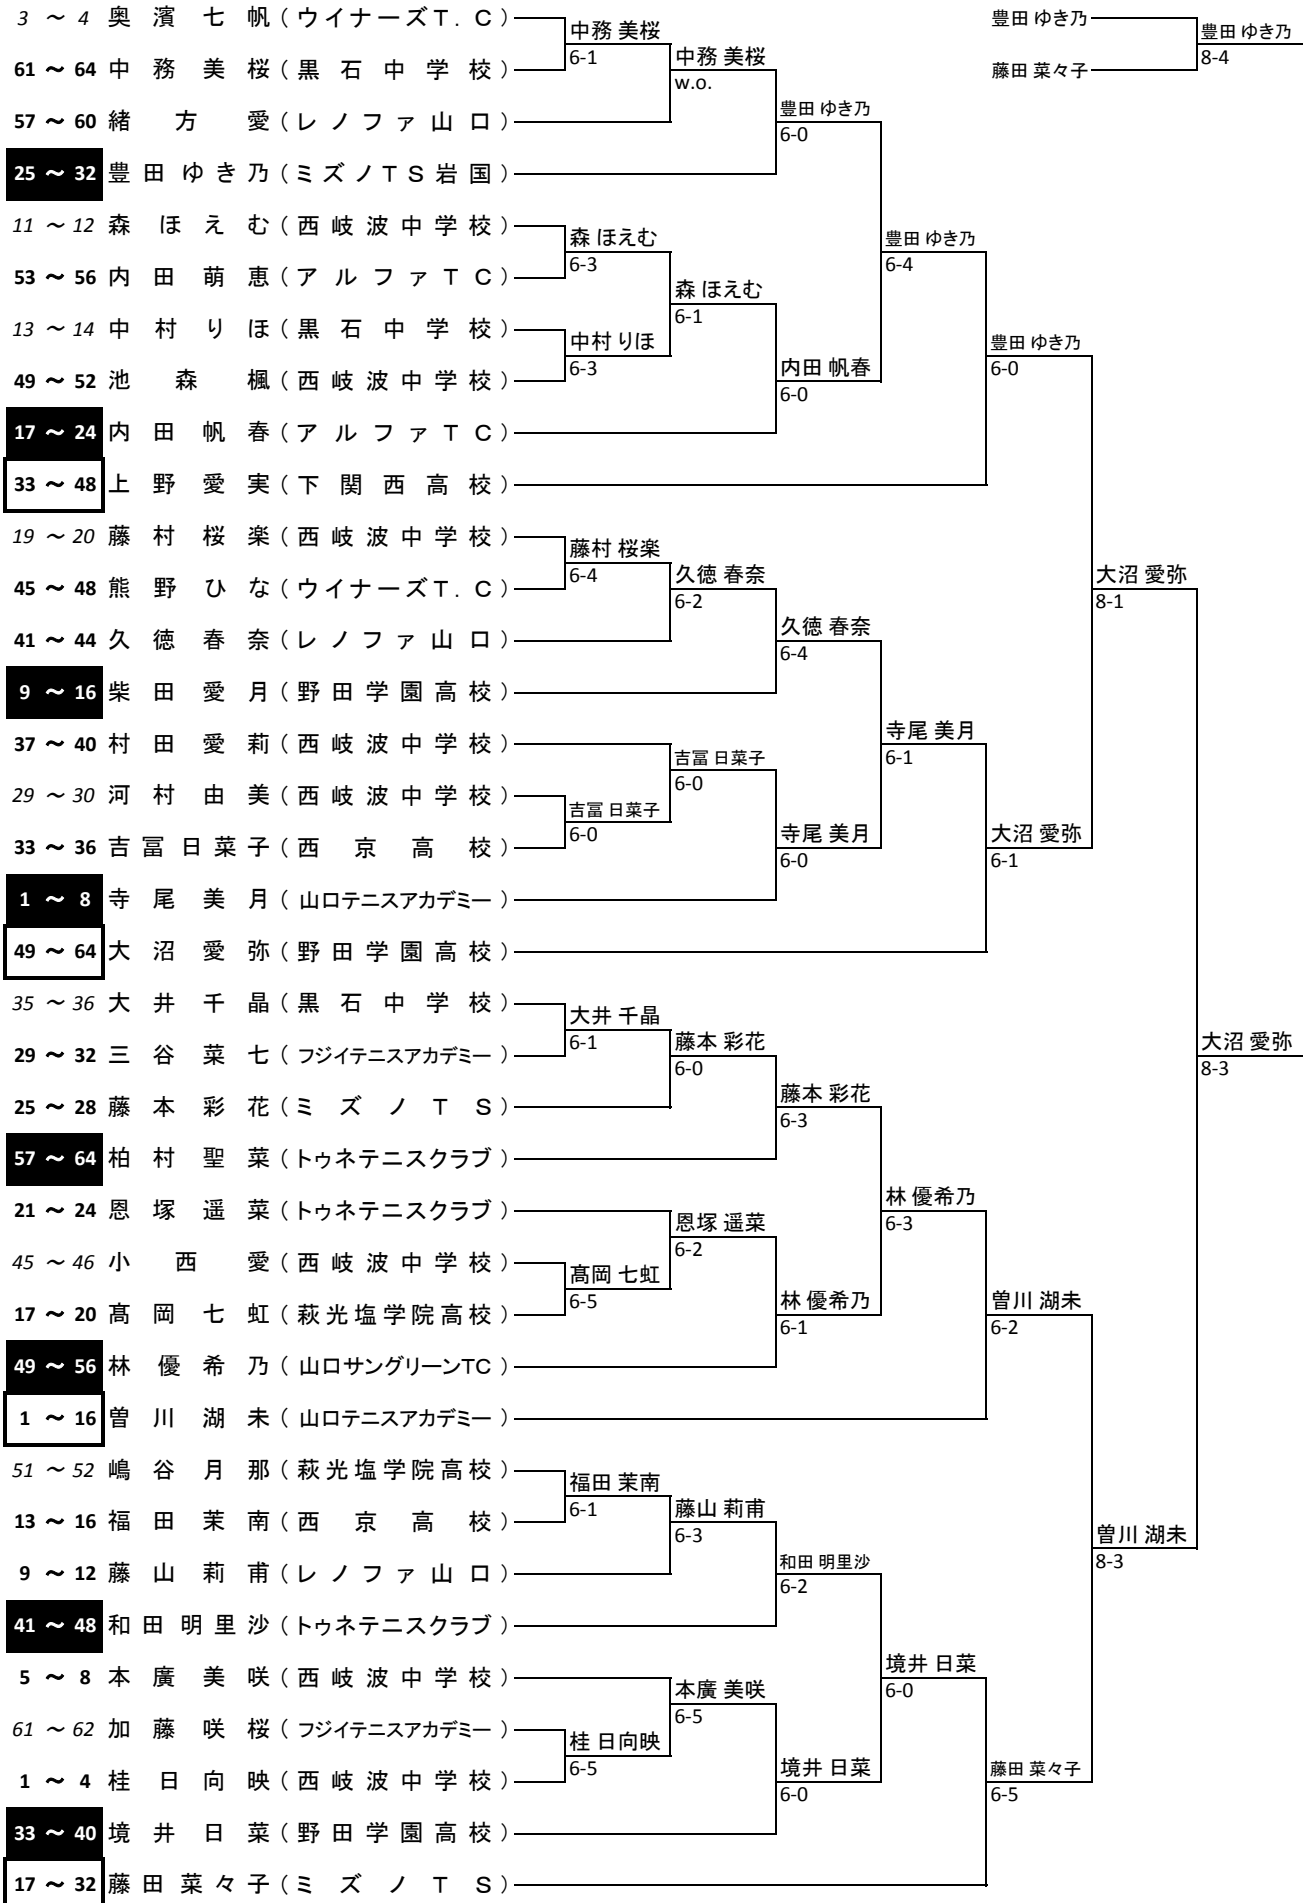 3 ～ 4 奥濱七帆(ウイナーズT.C)
61 ～ 64 中務美桜(黒石中学校)
57 ～ 60 緒方愛(レノファ山口)
25 ～ 32 豊田ゆき乃(ミズノTS岩国)
11 ～ 12 森ほえむ(西岐波中学校)
53 ～ 56 内田萌恵(アルファTC)
13 ～ 14 中村りほ(黒石中学校)
49 ～ 52 池森楓(西岐波中学校)
17 ～ 24 内田帆春(アルファTC)
33 ～ 48 上野愛実(下関西高校)
19 ～ 20 藤村桜楽(西岐波中学校)
45 ～ 48 熊野ひな(ウイナーズT.C)
41 ～ 44 久徳春奈(レノファ山口)
9 ～ 16 柴田愛月(野田学園高校)
37 ～ 40 村田愛莉(西岐波中学校)
29 ～ 30 河村由美(西岐波中学校)
33 ～ 36 吉冨日菜子(西京高校)
1 ～ 8 寺尾美月(山口テニスアカデミー)
49 ～ 64 大沼愛弥(野田学園高校)
35 ～ 36 大井千晶(黒石中学校)
29 ～ 32 三谷菜七(フジイテニスアカデミー)
25 ～ 28 藤本彩花(ミズノTS)
57 ～ 64 柏村聖菜(トゥネテニスクラブ)
21 ～ 24 恩塚遥菜(トゥネテニスクラブ)
45 ～ 46 小西愛(西岐波中学校)
17 ～ 20 髙岡七虹(萩光塩学院高校)
49 ～ 56 林優希乃(山口サングリーンTC)
1 ～ 16 曽川湖未(山口テニスアカデミー)
51 ～ 52 嶋谷月那(萩光塩学院高校)
13 ～ 16 福田茉南(西京高校)
9 ～ 12 藤山莉甫(レノファ山口)
41 ～ 48 和田明里沙(トゥネテニスクラブ)
5 ～ 8 本廣美咲(西岐波中学校)
61 ～ 62 加藤咲桜(フジイテニスアカデミー)
1 ～ 4 桂日向映(西岐波中学校)
33 ～ 40 境井日菜(野田学園高校)
17 ～ 32 藤田菜々子(ミズノTS)
中務 美桜
6-1
森 ほえむ
6-3
中村 りほ
6-3
藤村 桜楽
6-4
吉冨 日菜子
6-0
大井 千晶
6-1
髙岡 七虹
6-5
福田 茉南
6-1
桂 日向映
6-5
中務 美桜
w.o.
森 ほえむ
6-1
久徳 春奈
6-2
吉冨 日菜子
6-0
藤本 彩花
6-0
恩塚 遥菜
6-2
藤山 莉甫
6-3
本廣 美咲
6-5
豊田 ゆき乃
6-0
内田 帆春
6-0
久徳 春奈
6-4
寺尾 美月
6-0
藤本 彩花
6-3
林 優希乃
6-1
和田 明里沙
6-2
境井 日菜
6-0
豊田 ゆき乃
6-4
寺尾 美月
6-1
林 優希乃
6-3
境井 日菜
6-0
豊田 ゆき乃
6-0
大沼 愛弥
6-1
曽川 湖未
6-2
藤田 菜々子
6-5
大沼 愛弥
8-1
曽川 湖未
8-3
大沼 愛弥
8-3
豊田 ゆき乃
藤田 菜々子
豊田 ゆき乃
8-4